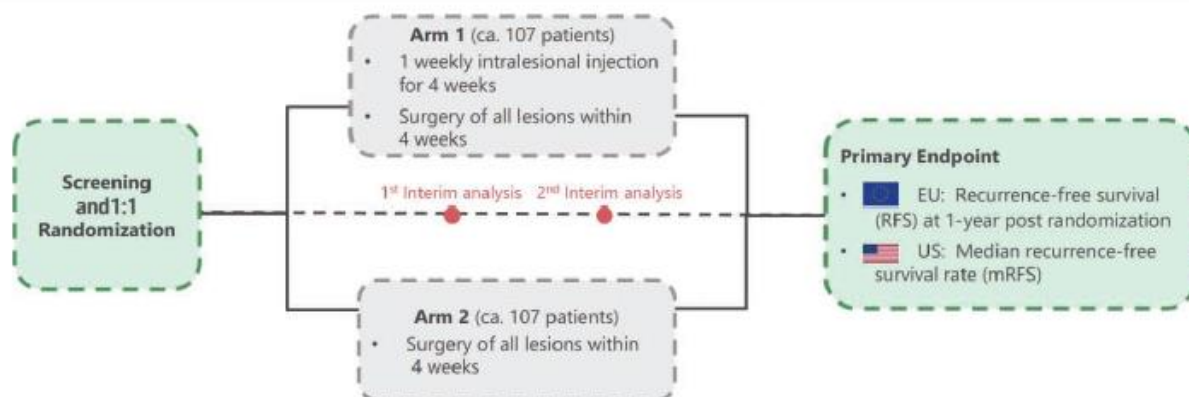 Screening
and1:1
Randomization
Arm 1 (ca. 107 patients)
• 1 weekly intralesional injection
for 4 weeks
• Surgery of all lesions within
4 weeks
1st Interim analysis 2nd Interim analysis
Arm 2 (ca. 107 patients)
• Surgery of all lesions within
4 weeks
Primary Endpoint
• EU: Recurrence-free survival
(RFS) at 1-year post randomization
• US: Median recurrence-free
survival rate (mRFS)